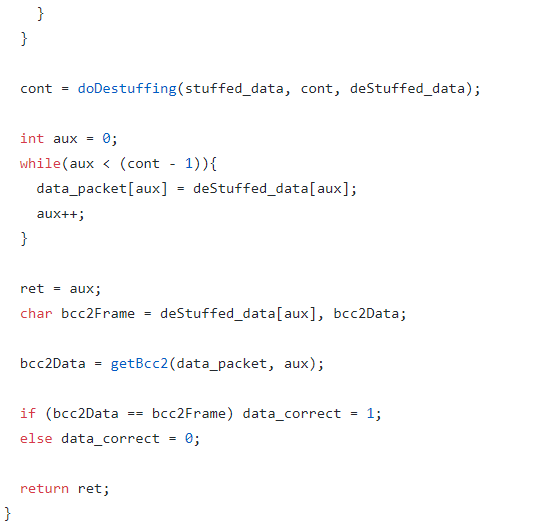 }
  }

  cont = doDestuffing(stuffed_data, cont, deStuffed_data);

  int aux = 0;
  while(aux < (cont - 1)){
    data_packet[aux] = deStuffed_data[aux];
    aux++;
  }

  ret = aux;
  char bcc2Frame = deStuffed_data[aux], bcc2Data;

  bcc2Data = getBcc2(data_packet, aux);

  if (bcc2Data == bcc2Frame) data_correct = 1;
  else data_correct = 0;

  return ret;
}